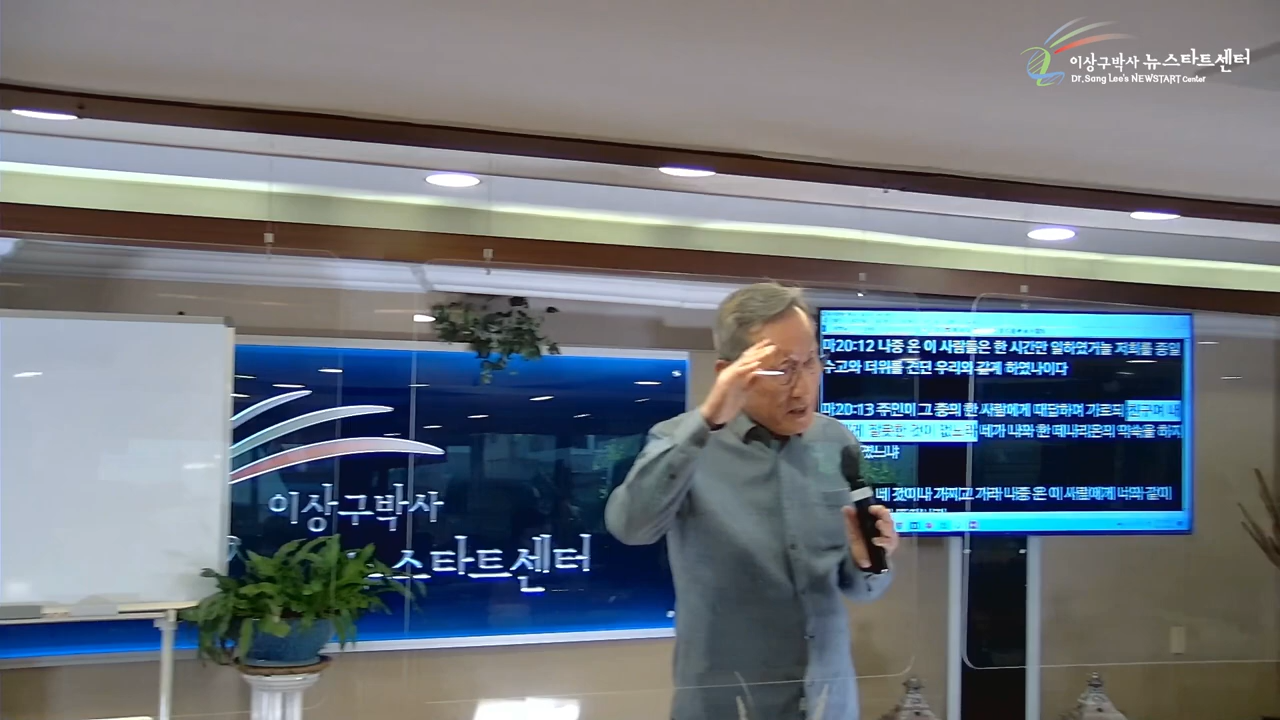 이상구박사 뉴스타트센터
Dr. Sang Lee's NEWSTART Center
마20:12 나중 온 이 사람들은 한 시간만 일하였거늘 저희를 종일
수고와 더위를 견딘 우리와 같게 하였나이다
마20:13 주인이 그 중의 한 사람에게 대답하여 가로되 친구여 내
게 잘못한 것이 없노라 네가 나와 한 데나리온의 약속을 하지
네 것이나 가지고 가라 나중 온 이 사람에게 너와 같이
이상구박사
스타트센터